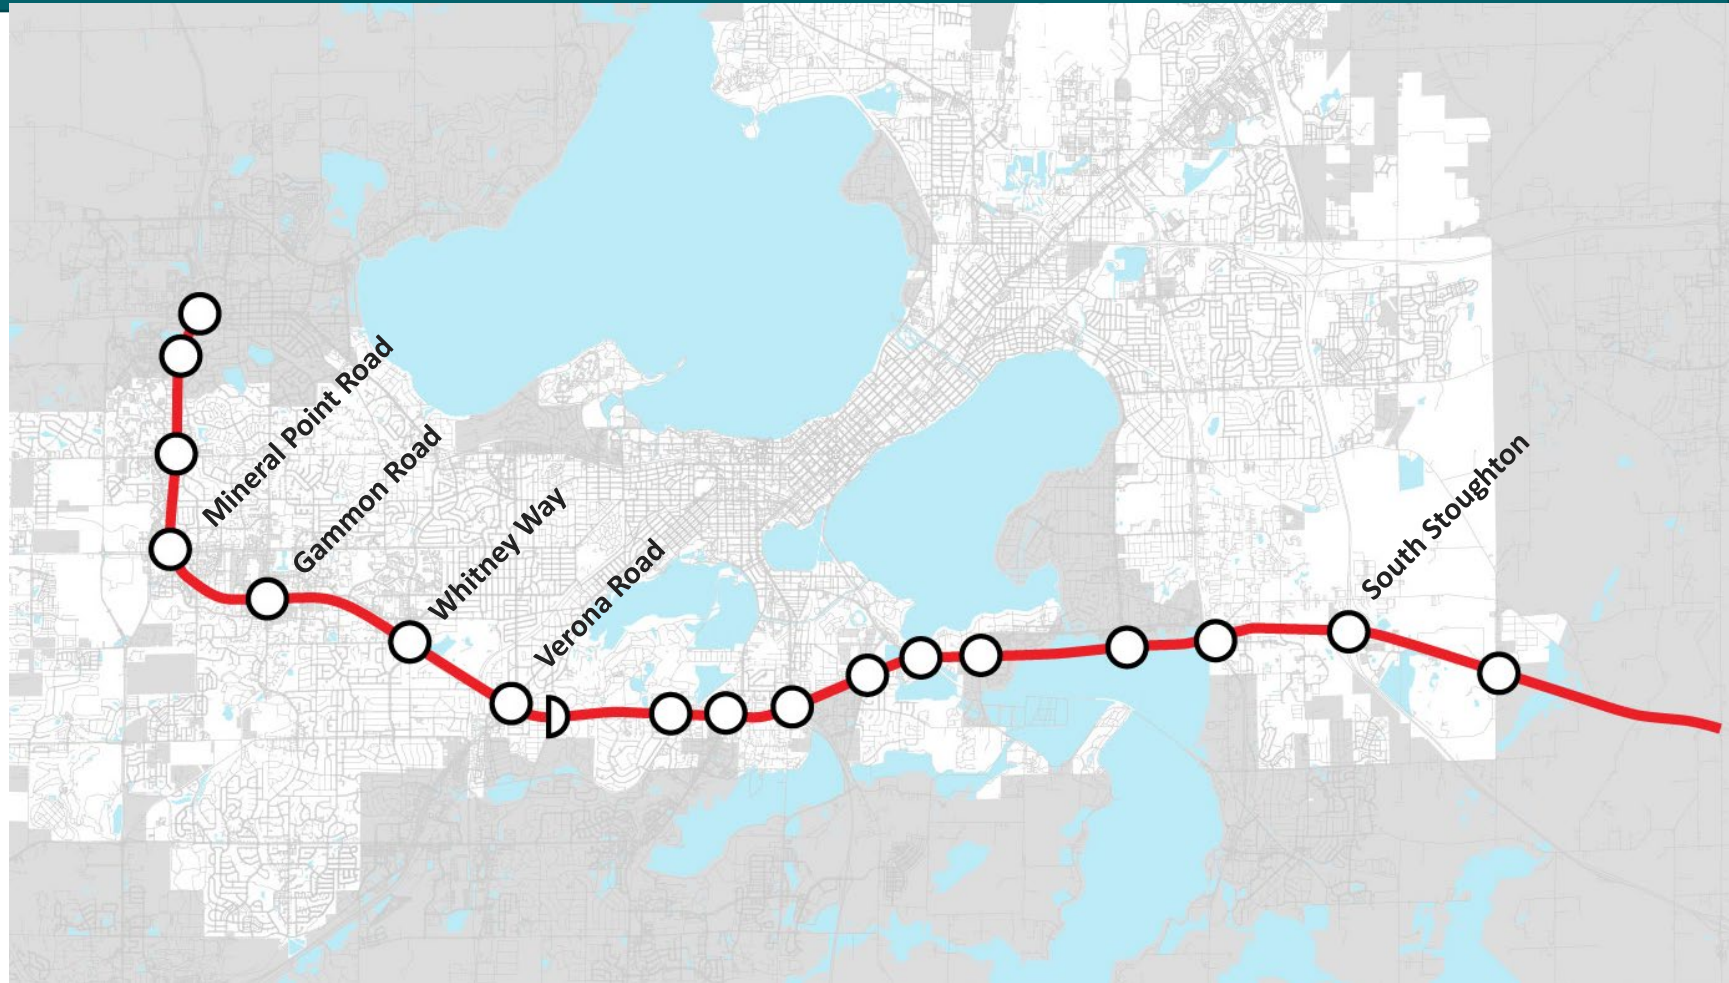 Mineral Point Road
Gammon Road
Whitney Way
Verona Road
South Stoughton